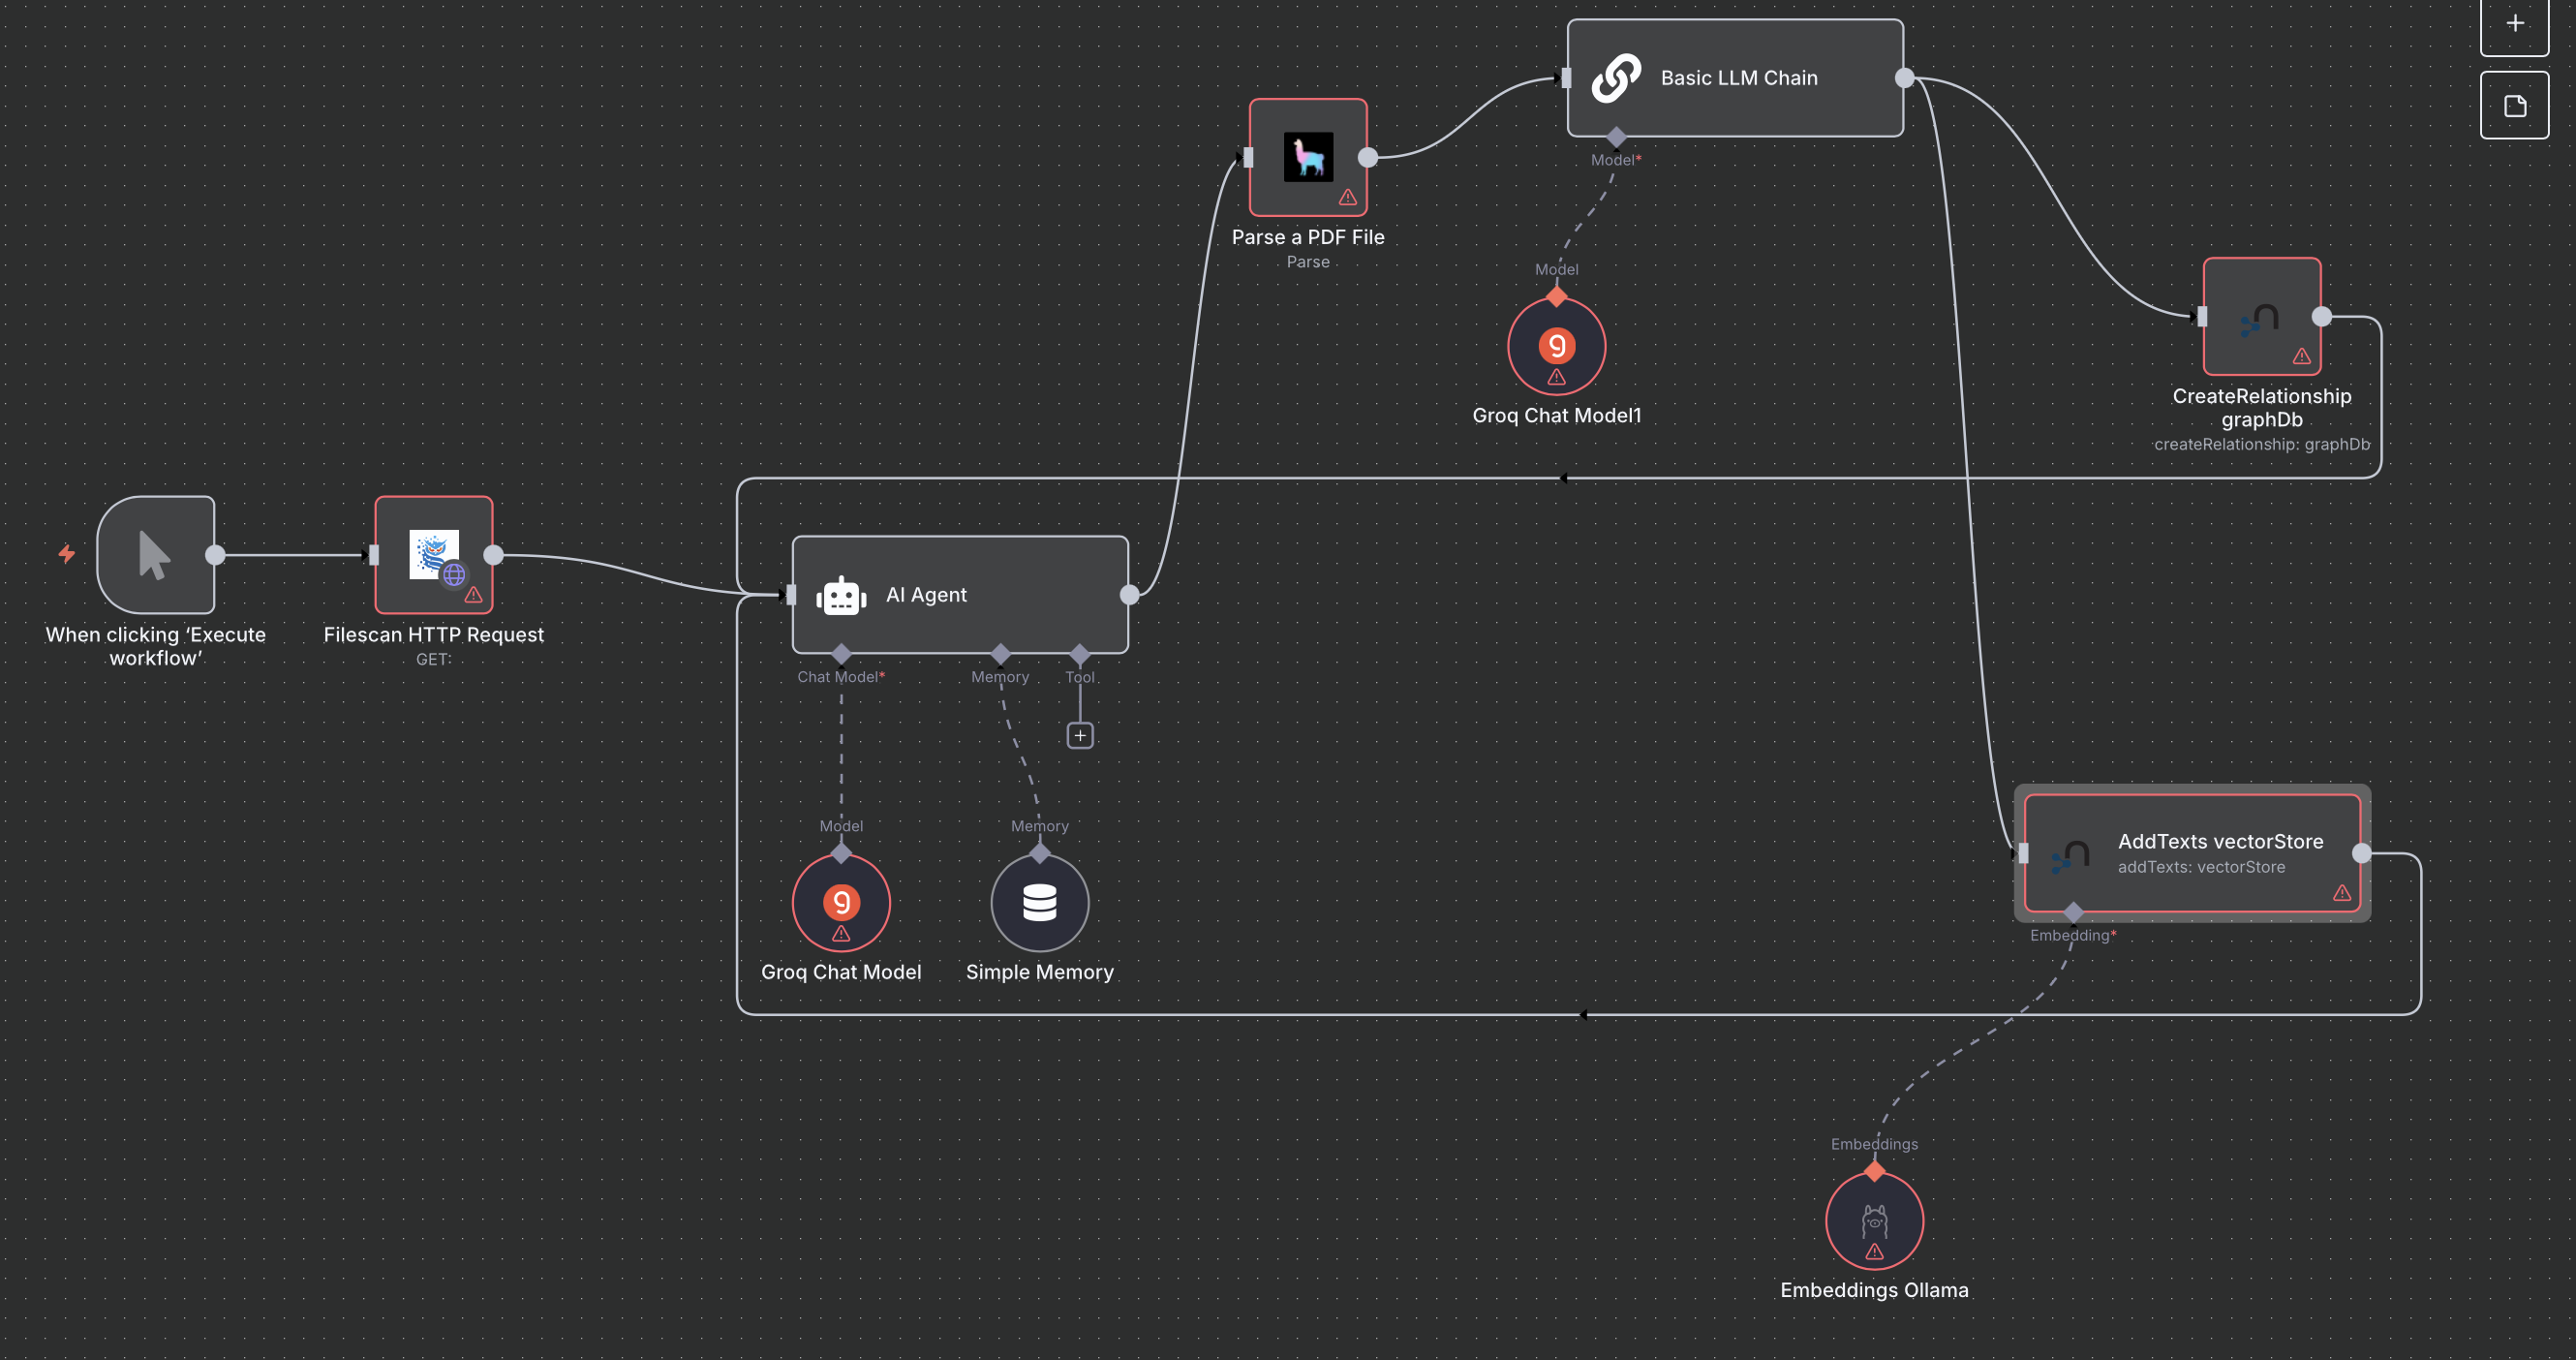 Basic LLM Chain
Model*
Parse a PDF File
Parse
Model
Groq Chat Model1
CreateRelationship
graphDb
createRelationship: graphDb
When clicking ‘Execute
workflow’
Filescan HTTP Request
GET:
AI Agent
Chat Model*
Memory
Tool
Model
Memory
Groq Chat Model
Simple Memory
AddTexts vectorStore
addTexts: vectorStore
Embedding*
Embeddings
Embeddings Ollama